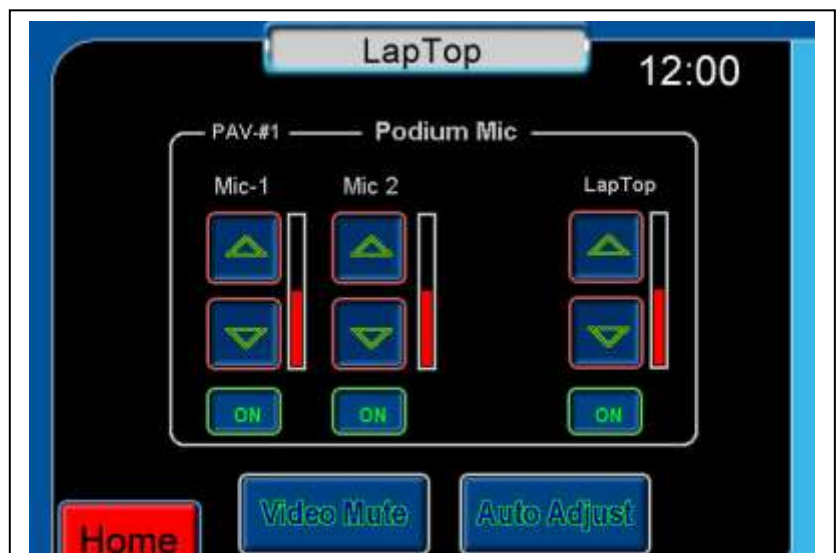 LapTop
12:00
PAV-#1 Podium Mic
Mic-1 Mic 2 LapTop
ON ON ON
Video Mute Auto Adjust
Home